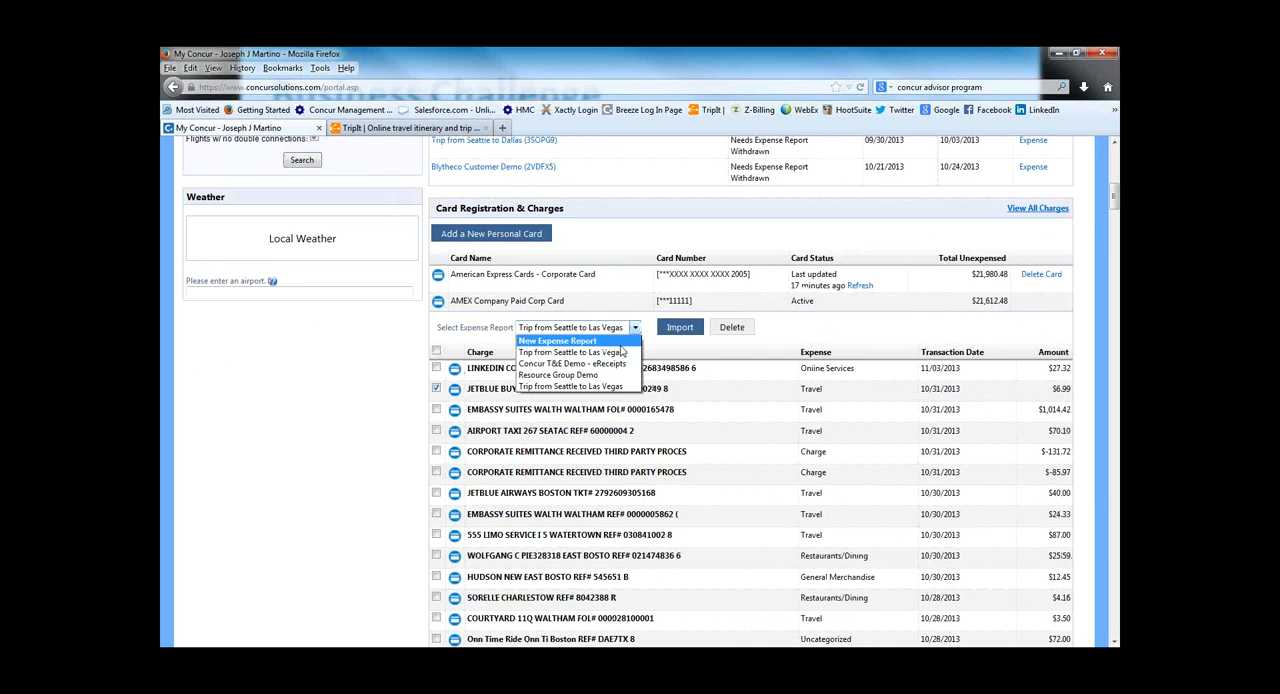 My Concur - Joseph J Martino - Mozilla Firefox
File Edit View History Bookmarks Tools Help
https://www.concursolutions.com/portal.asp
concur advisor program
Most Visited Getting Started Concur Management ... Salesforce.com - Unli... HMC Xactly Login Breeze Log In Page TripIt | Z-Billing WebEx HootSuite Twitter Google Facebook LinkedIn
My Concur - Joseph J Martino TripIt | Online travel itinerary and trip ...
Flights w/ no double connections:
Search
Trip from Seattle to Dallas (3SGPG9) Needs Expense Report 09/30/2013 10/03/2013 Expense
Withdrawn
Blytheco Customer Demo (2VDFX5) Needs Expense Report 10/21/2013 10/24/2013 Expense
Withdrawn
Weather
Local Weather
Please enter an airport.
Card Registration & Charges View All Charges
Add a New Personal Card
Card Name Card Number Card Status Total Unexpensed
American Express Cards - Corporate Card [***XXXX XXXX XXXX 2005] Last updated $21,980.48 Delete Card
17 minutes ago Refresh
AMEX Company Paid Corp Card [***11111] Active $21,612.48
Select Expense Report Trip from Seattle to Las Vegas Import Delete
New Expense Report
Trip from Seattle to Las Vegas
Concur T&E Demo - eReceipts
Resource Group Demo
Trip from Seattle to Las Vegas
Charge Expense Transaction Date Amount
LINKEDIN CO 2683498586 6 Online Services 11/03/2013 $27.32
JETBLUE BUY 0249 8 Travel 10/31/2013 $6.99
EMBASSY SUITES WALTH WALTHAM FOL# 0000165478 Travel 10/31/2013 $1,014.42
AIRPORT TAXI 267 SEATAC REF# 60000004 2 Travel 10/31/2013 $70.10
CORPORATE REMITTANCE RECEIVED THIRD PARTY PROCES Charge 10/31/2013 $-131.72
CORPORATE REMITTANCE RECEIVED THIRD PARTY PROCES Charge 10/31/2013 $-85.97
JETBLUE AIRWAYS BOSTON TKT# 2792609305168 Travel 10/30/2013 $40.00
EMBASSY SUITES WALTH WALTHAM REF# 0000005862 ( Travel 10/30/2013 $24.33
555 LIMO SERVICE I 5 WATERTOWN REF# 030841002 8 Travel 10/30/2013 $87.00
WOLFGANG C PIE328318 EAST BOSTO REF# 021474836 6 Restaurants/Dining 10/30/2013 $25.59
HUDSON NEW EAST BOSTO REF# 545651 B General Merchandise 10/30/2013 $12.45
SORELLE CHARLESTOW REF# 8042388 R Restaurants/Dining 10/28/2013 $4.16
COURTYARD 11Q WALTHAM FOL# 000028100001 Travel 10/28/2013 $3.50
Onn Time Ride Onn Ti Boston REF# DAE7TX 8 Uncategorized 10/28/2013 $72.00